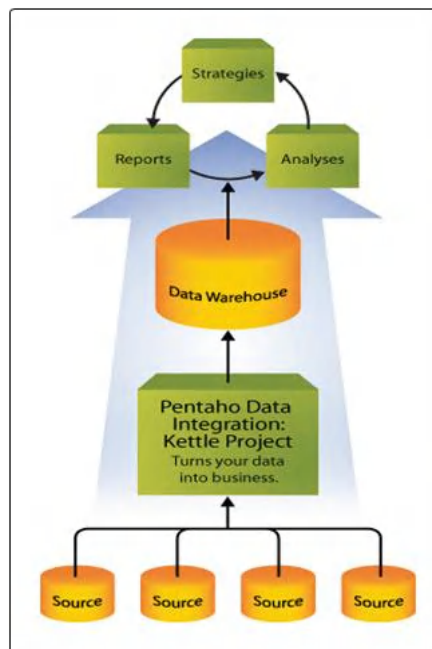 Strategies
Reports
Analyses
Data Warehouse
Pentaho Data
Integration:
Kettle Project
Turns your data
into business.
Source
Source
Source
Source